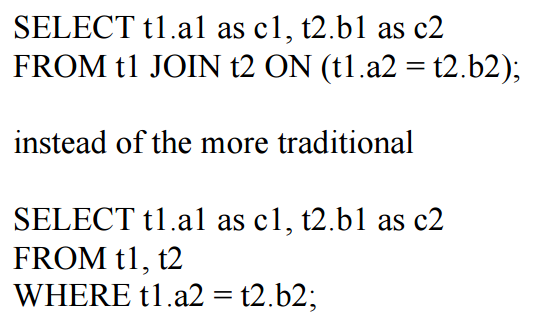 SELECT t1.a1 as c1, t2.b1 as c2
FROM t1 JOIN t2 ON (t1.a2 = t2.b2);
instead of the more traditional
SELECT t1.a1 as c1, t2.b1 as c2
FROM t1, t2
WHERE t1.a2 = t2.b2;